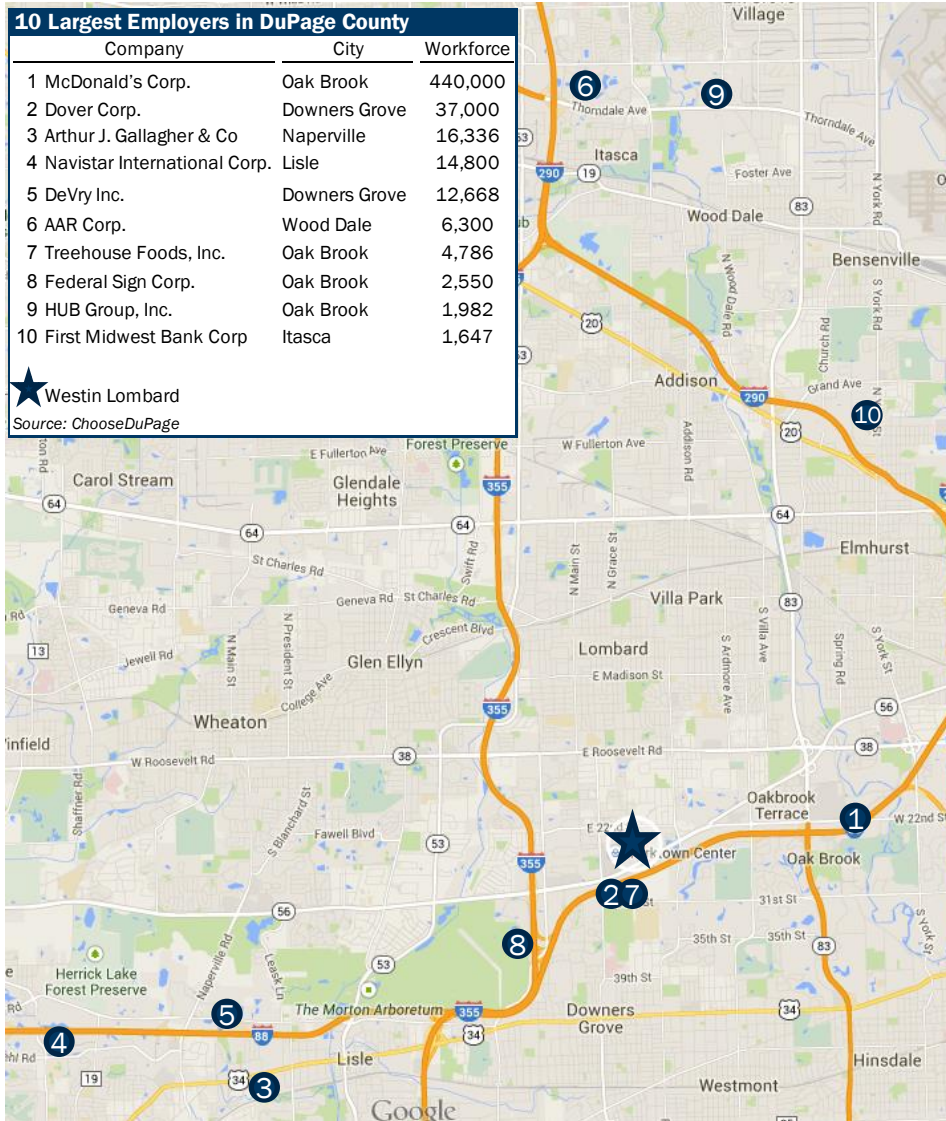 10 Largest Employers in DuPage County
Company City Workforce
1 McDonald's Corp. Oak Brook 440,000
2 Dover Corp. Downers Grove 37,000
3 Arthur J. Gallagher & Co Naperville 16,336
4 Navistar International Corp. Lisle 14,800
5 DeVry Inc. Downers Grove 12,668
6 AAR Corp. Wood Dale 6,300
7 Treehouse Foods, Inc. Oak Brook 4,786
8 Federal Sign Corp. Oak Brook 2,550
9 HUB Group, Inc. Oak Brook 1,982
10 First Midwest Bank Corp Itasca 1,647
Westin Lombard
Source: ChooseDuPage
Village
6
9
Thorndale Ave
Thorndale Ave
53
Itasca
290
19
Foster Ave
N York Rd
83
Wood Dale
Bensenville
N Wood Dale Rd
S York Rd
20
Church Rd
53
Addison
Grand Ave
290
10
20
Addison Rd
W Fullerton Ave
E Fullerton Ave
Forest Preserve
Carol Stream
Glendale
Heights
355
64
64
64
64
Elmhurst
Swift Rd
N Main St
N Grace St
St Charles Rd
Geneva Rd
Geneva Rd
St Charles Rd
Villa Park
83
Crescent Blvd
N President St
N Main St
S Ardmore Ave
S Villa Ave
Spring Rd
S York St
13
Jewell Rd
Glen Ellyn
Lombard
E Madison St
College Ave
355
56
Wheaton
38
38
E Roosevelt Rd
W Roosevelt Rd
Shaffner Rd
S Blanchard St
Oakbrook
Terrace
1
W 22nd St
Fawell Blvd
53
355
Oak Brook
27
31st St
56
8
35th St
35th St
83
S York St
Naperville Rd
Leask Ln
53
39th St
Herrick Lake
Forest Preserve
5
The Morton Arboretum
355
Downers
Grove
34
4
88
34
Lisle
Hinsdale
19
34
3
Westmont
Google